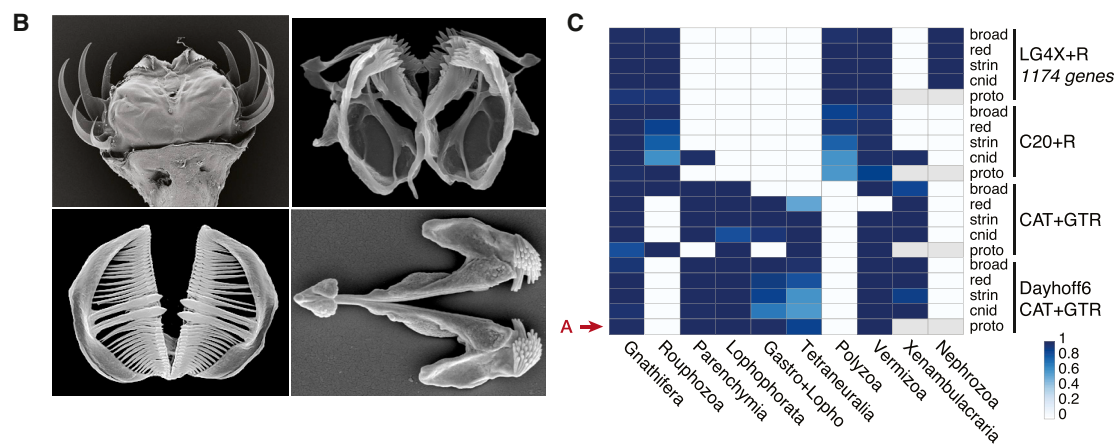 B
C
broad
red
strin
cnid
proto
LG4X+R
1174 genes
broad
red
strin
cnid
proto
C20+R
broad
red
strin
cnid
proto
CAT+GTR
broad
red
strin
cnid
proto
Dayhoff6
CAT+GTR
A
Gnathifera
Rouphozoa
Parenchymia
Lophophorata
Gastro+Lopho
Tetraneuralia
Polyzoa
Vermizoa
Xenambulacraria
Nephrozoa
1
0.8
0.6
0.4
0.2
0